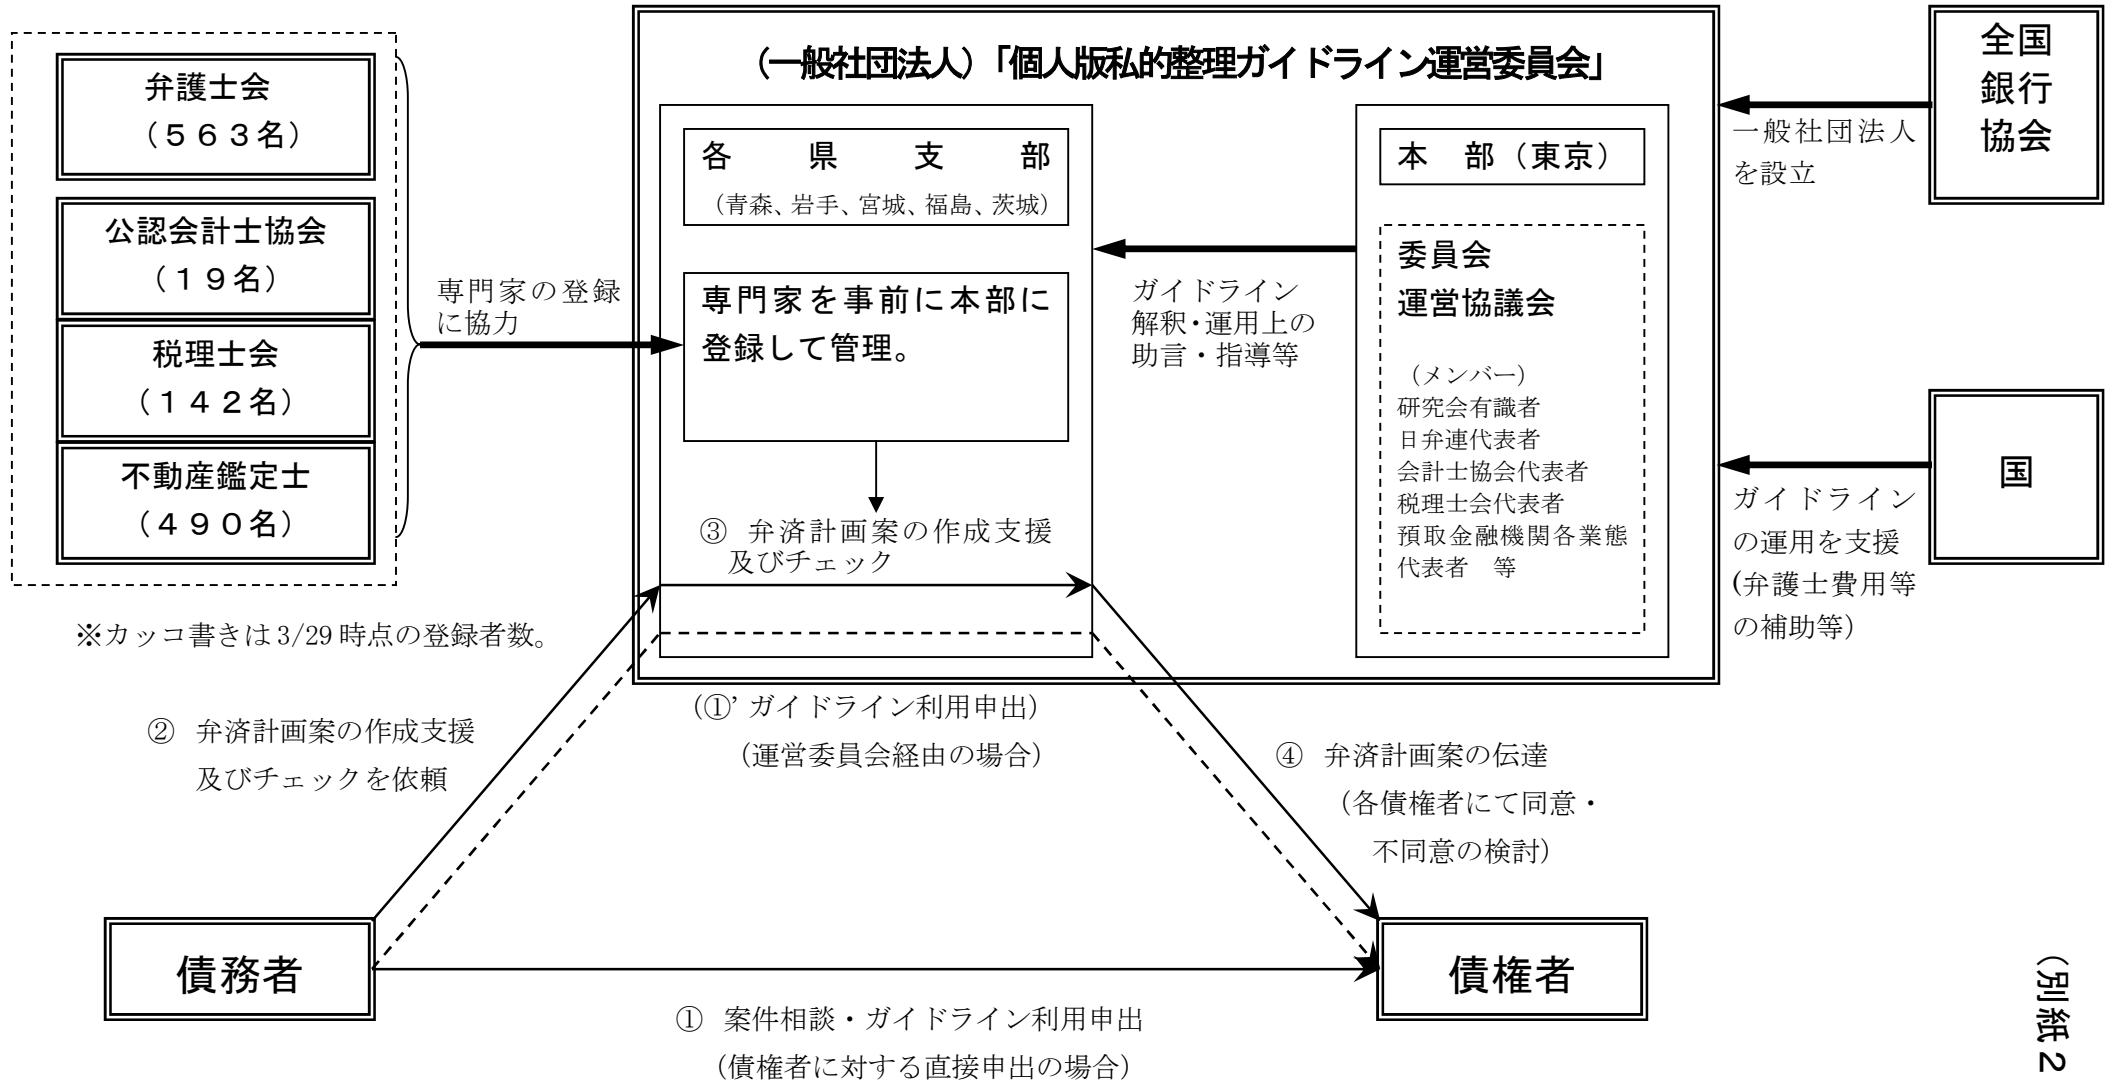 (一般社団法人)「個人版私的整理ガイドライン運営委員会」
弁護士会
(563名)
公認会計士協会
(19名)
税理士会
(142名)
不動産鑑定士
(490名)
※カッコ書きは3/29時点の登録者数。
専門家の登録
に協力
各県支部
(青森、岩手、宮城、福島、茨城)
専門家を事前に本部に
登録して管理。
③ 弁済計画案の作成支援
及びチェック
ガイドライン
解釈・運用上の
助言・指導等
本 部(東京)
委員会
運営協議会
(メンバー)
研究会有識者
日弁連代表者
会計士協会代表者
税理士会代表者
預取金融機関各業態
代表者 等
全国
銀行
協会
一般社団法人
を設立
国
ガイドライン
の運用を支援
(弁護士費用等
の補助等)
② 弁済計画案の作成支援
及びチェックを依頼
(①’ガイドライン利用申出)
(運営委員会経由の場合)
④ 弁済計画案の伝達
(各債権者にて同意・
不同意の検討)
債務者
債権者
① 案件相談・ガイドライン利用申出
(債権者に対する直接申出の場合)
(別紙2